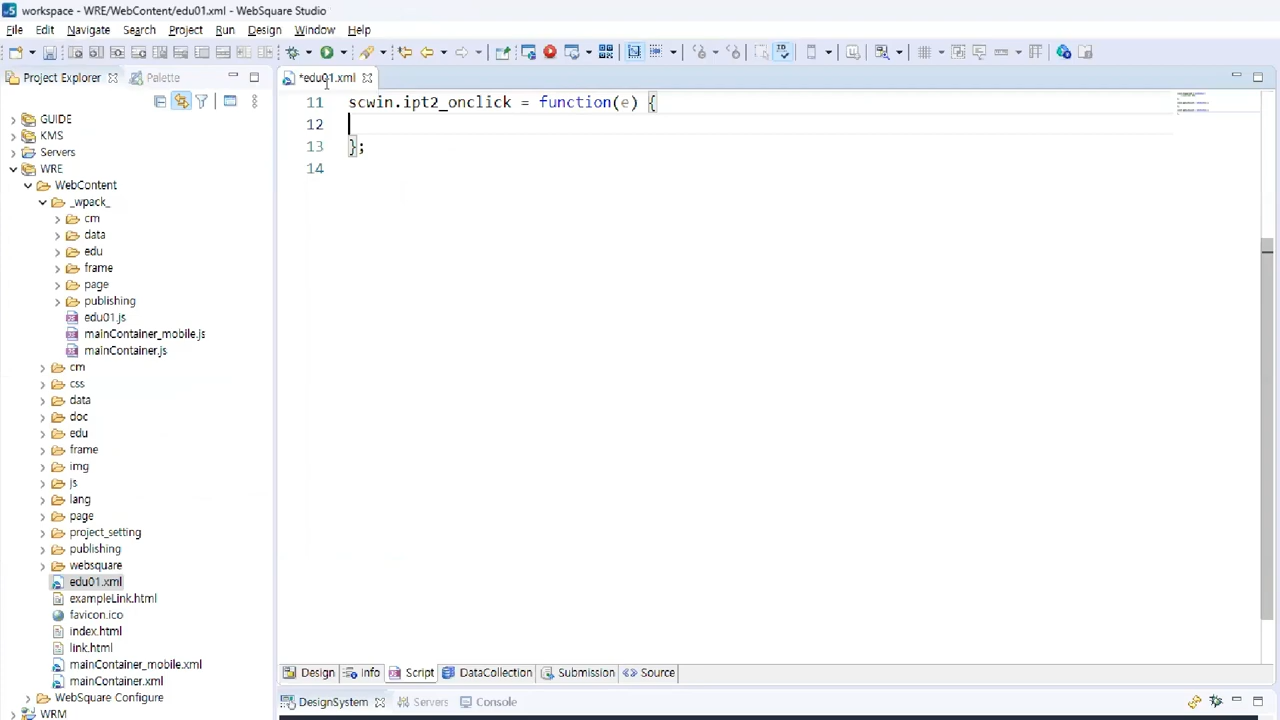 workspace - WRE/WebContent/edu01.xml - WebSquare Studio
File Edit Navigate Search Project Run Design Window Help
Project Explorer Palette
*edu01.xml
GUIDE
KMS
Servers
WRE
WebContent
_wpack_
cm
data
edu
frame
page
publishing
edu01.js
mainContainer_mobile.js
mainContainer.js
cm
css
data
doc
edu
frame
img
js
lang
page
project_setting
publishing
websquare
edu01.xml
exampleLink.html
favicon.ico
index.html
link.html
mainContainer_mobile.xml
mainContainer.xml
WebSquare Configure
WRM
11 scwin.ipt2_onclick = function(e) {
12
13 };
14
Design Info Script DataCollection Submission Source
DesignSystem Servers Console